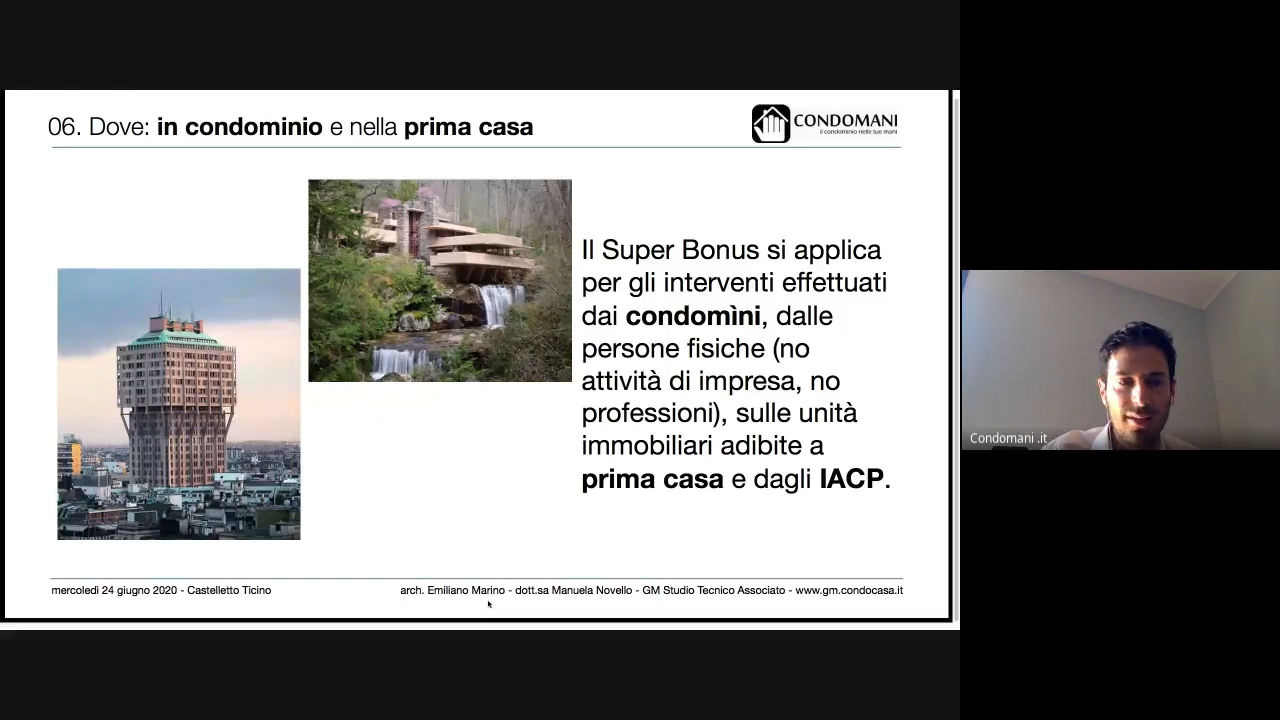 06. Dove: in condominio e nella prima casa
CONDOMANI
il condominio nelle tue mani
Il Super Bonus si applica
per gli interventi effettuati
dai condomìni, dalle
persone fisiche (no
attività di impresa, no
professioni), sulle unità
immobiliari adibite a
prima casa e dagli IACP.
Condomani .it
mercoledì 24 giugno 2020 - Castelletto Ticino
arch. Emiliano Marino - dott.sa Manuela Novello - GM Studio Tecnico Associato - www.gm.condocasa.it